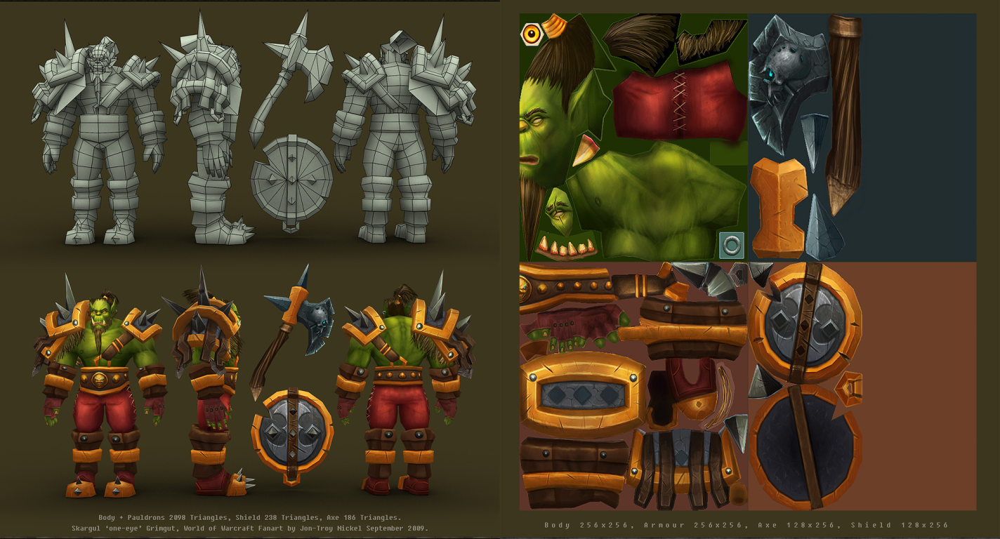 Body + Pauldrons 2098 Triangles, Shield 238 Triangles, Axe 186 Triangles.
Skargul ‘one-eye’ Grimgut, World of Warcraft Fanart by Jon-Troy Nickel September 2009.
Body 256x256, Armour 256x256, Axe 128x256, Shield 128x256